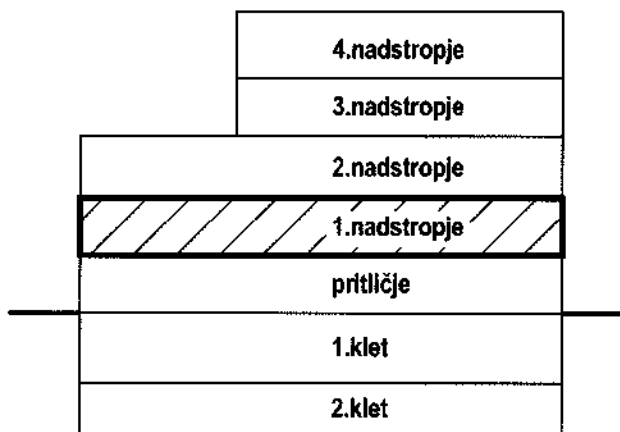 4.nadstropje
3.nadstropje
2.nadstropje
1.nadstropje
pritličje
1.klet
2.klet